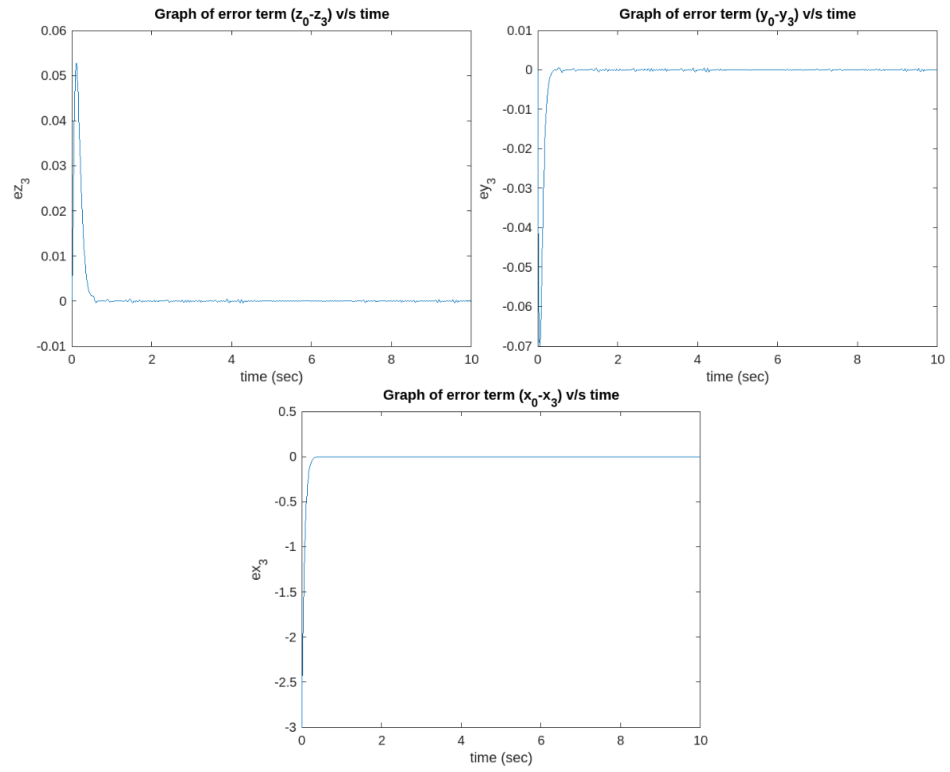 Graph of error term (z₀-z₃) v/s time
0.06
0.05
0.04
0.03
0.02
0.01
0
-0.01
ez₃
0 2 4 6 8 10
time (sec)
Graph of error term (y₀-y₃) v/s time
0.01
0
-0.01
-0.02
-0.03
-0.04
-0.05
-0.06
-0.07
ey₃
0 2 4 6 8 10
time (sec)
Graph of error term (x₀-x₃) v/s time
0.5
0
-0.5
-1
-1.5
-2
-2.5
-3
ex₃
0 2 4 6 8 10
time (sec)